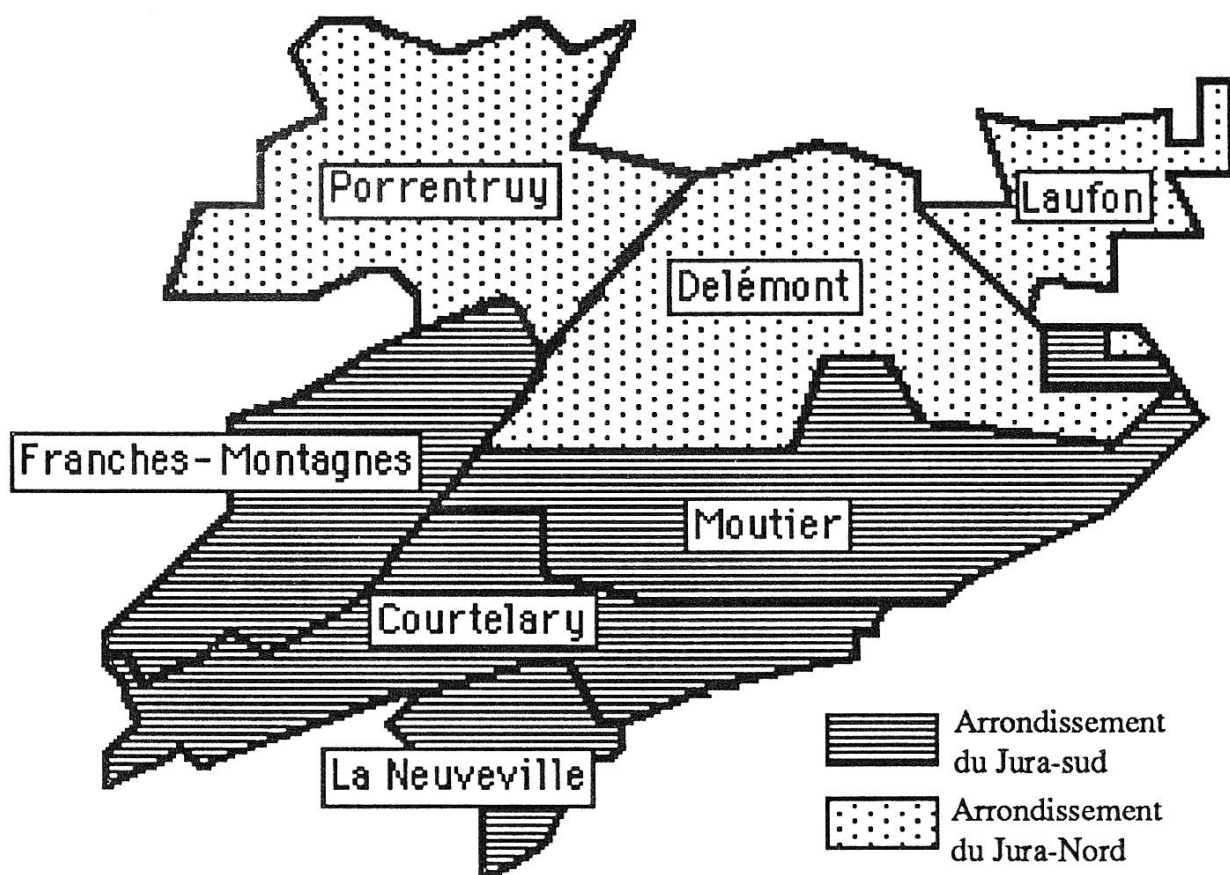 Porrentruy
Laufon
Delémont
Franches-Montagnes
Moutier
Courtelary
La Neuveville
Arrondissement
du Jura-sud
Arrondissement
du Jura-Nord